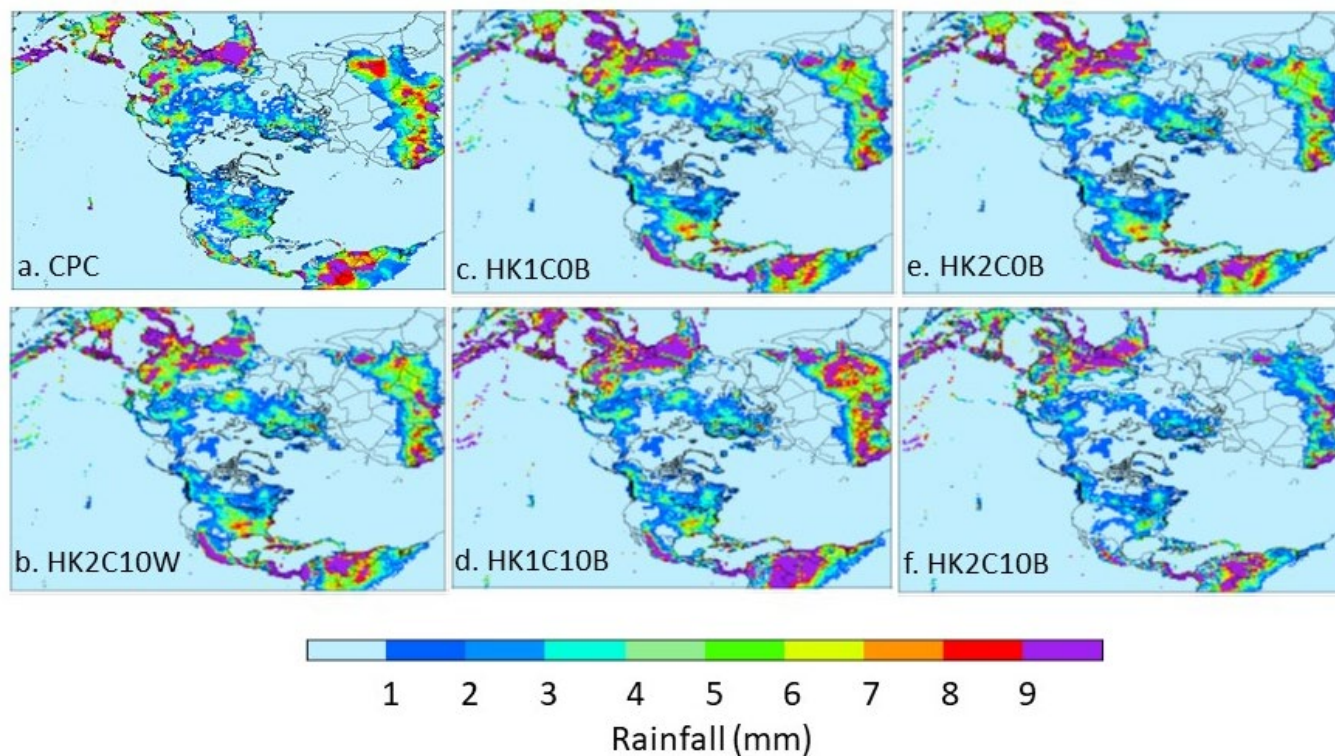 a. CPC
c. HK1C0B
e. HK2C0B
b. HK2C10W
d. HK1C10B
f. HK2C10B
1 2 3 4 5 6 7 8 9
Rainfall (mm)